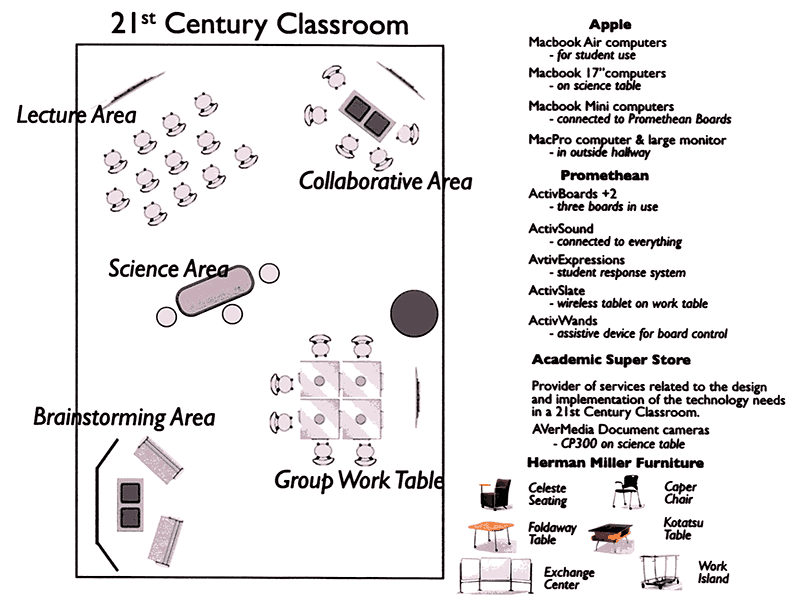 21st Century Classroom
Lecture Area
Collaborative Area
Science Area
Brainstorming Area
Group Work Table
Apple
Macbook Air computers
- for student use
Macbook 17" computers
- on science table
Macbook Mini computers
- connected to Promethean Boards
MacPro computer & large monitor
- in outside hallway
Promethean
ActivBoards +2
- three boards in use
ActivSound
- connected to everything
AvtivExpressions
- student response system
ActivSlate
- wireless tablet on work table
ActivWands
- assistive device for board control
Academic Super Store
Provider of services related to the design
and implementation of the technology needs
in a 21st Century Classroom.
AVerMedia Document cameras
- CP300 on science table
Herman Miller Furniture
Celeste
Seating
Caper
Chair
Foldaway
Table
Kotatsu
Table
Exchange
Center
Work
Island